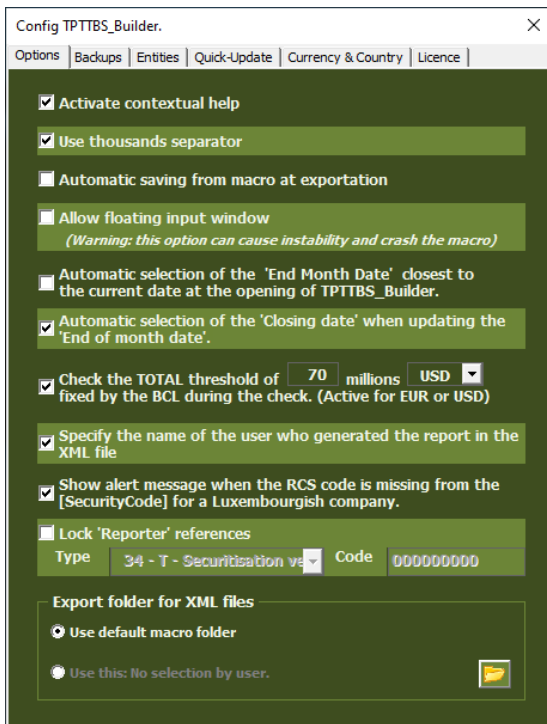 Config TPTTBS_Builder.
Options Backups Entities Quick-Update Currency & Country Licence
Activate contextual help
Use thousands separator
Automatic saving from macro at exportation
Allow floating input window
(Warning: this option can cause instability and crash the macro)
Automatic selection of the 'End Month Date' closest to
the current date at the opening of TPTTBS_Builder.
Automatic selection of the 'Closing date' when updating the
'End of month date'.
Check the TOTAL threshold of 70 millions USD
fixed by the BCL during the check. (Active for EUR or USD)
Specify the name of the user who generated the report in the
XML file
Show alert message when the RCS code is missing from the
[SecurityCode] for a Luxembourgish company.
Lock 'Reporter' references
Type 34 - T - Securitisation ve Code 000000000
Export folder for XML files
Use default macro folder
Use this: No selection by user.